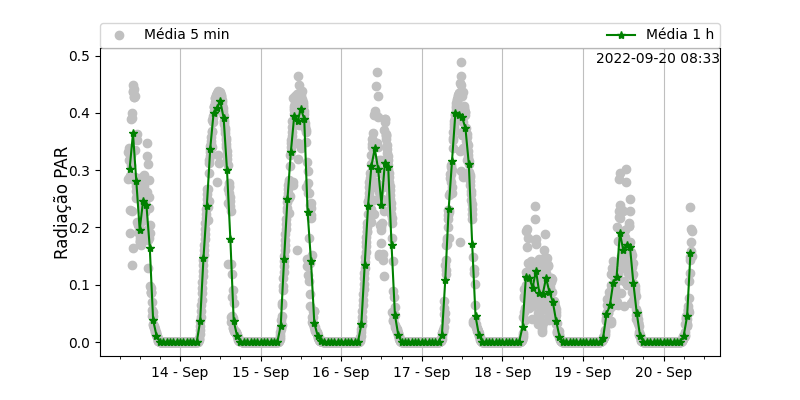 Média 5 min
Média 1 h
2022-09-20 08:33
Radiação PAR
0.5
0.4
0.3
0.2
0.1
0.0
14 - Sep
15 - Sep
16 - Sep
17 - Sep
18 - Sep
19 - Sep
20 - Sep